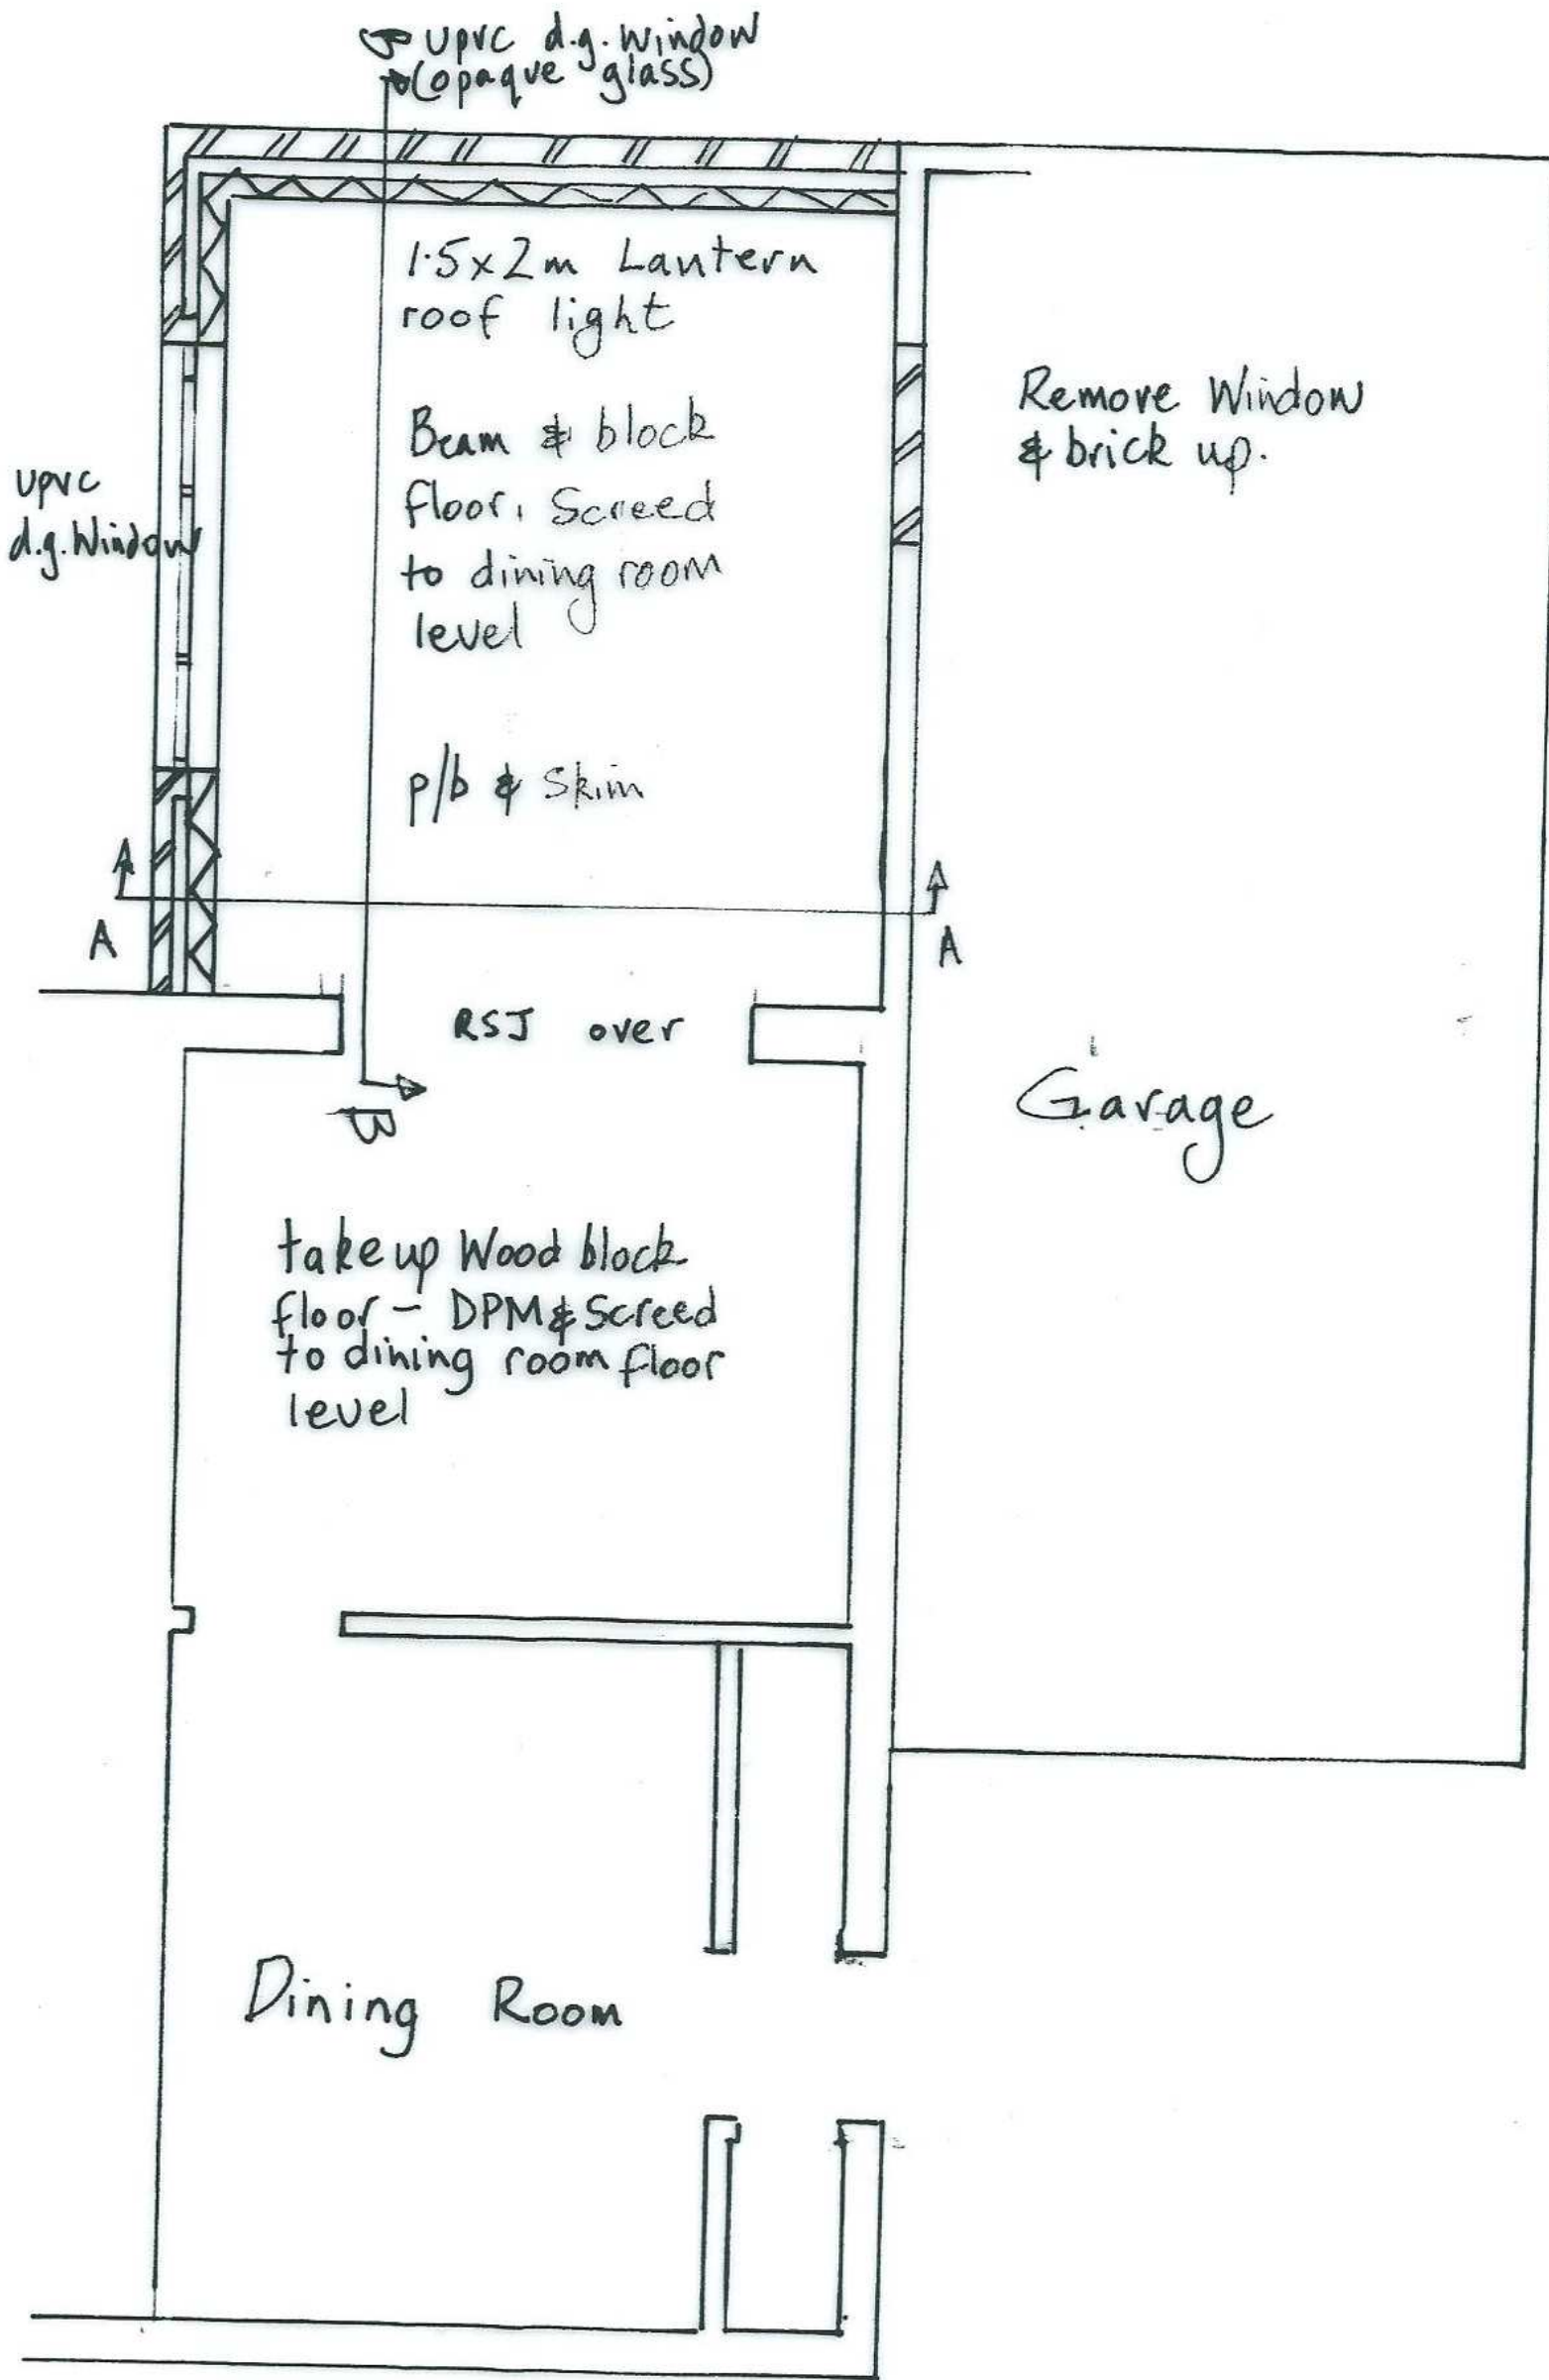 upvc d.g. Window
(opaque glass)
1.5x2m Lantern
roof light
Beam & block
floor, Screed
to dining room
level
p/b & Skim
Remove Window
& brick up.
upvc
d.g. Window
A
A
RSJ over
B
Garage
take up Wood block
floor - DPM & Screed
to dining room floor
level
Dining Room